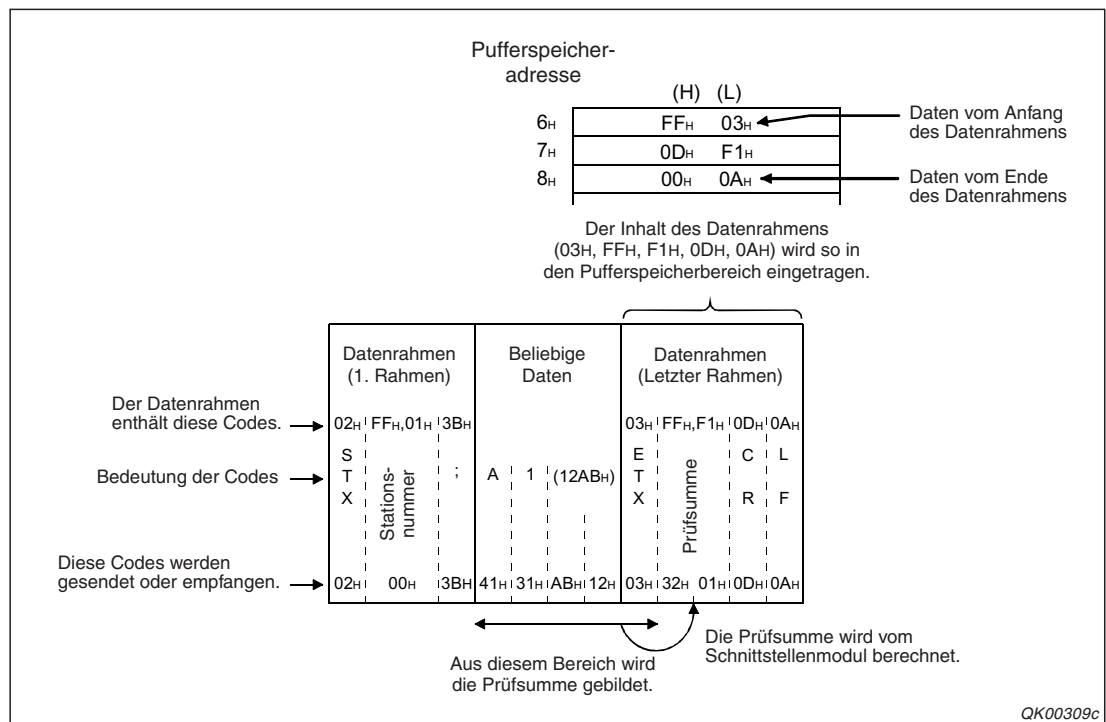 Pufferspeicher-
adresse
(H) (L)
6H FFH 03H
7H 0DH F1H
8H 00H 0AH
Daten vom Anfang
des Datenrahmens
Daten vom Ende
des Datenrahmens
Der Inhalt des Datenrahmens
(03H, FFH, F1H, 0DH, 0AH) wird so in
den Pufferspeicherbereich eingetragen.
Datenrahmen
(1. Rahmen)
Beliebige
Daten
Datenrahmen
(Letzter Rahmen)
Der Datenrahmen
enthält diese Codes.
02H FFH,01H 3BH
03H FFH,F1H 0DH 0AH
Bedeutung der Codes
STX
Stations-
nummer
;
A 1 (12ABH)
ETX
Prüfsumme
CR
LF
Diese Codes werden
gesendet oder empfangen.
02H 00H 3BH 41H 31H ABH 12H 03H 32H 01H 0DH 0AH
Aus diesem Bereich wird
die Prüfsumme gebildet.
Die Prüfsumme wird vom
Schnittstellenmodul berechnet.
QK00309c